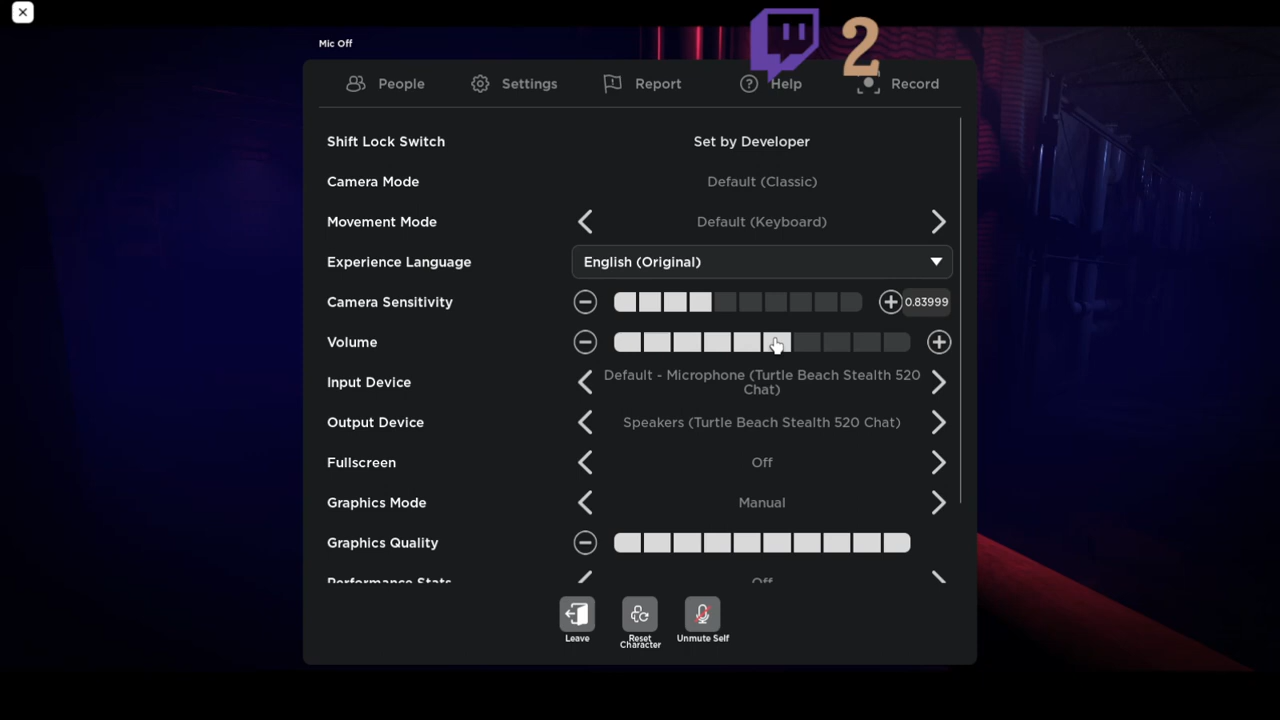 Mic Off
2
People
Settings
Report
Help
Record
Shift Lock Switch
Set by Developer
Camera Mode
Default (Classic)
Movement Mode
Default (Keyboard)
Experience Language
English (Original)
Camera Sensitivity
0.83999
Volume
Input Device
Default - Microphone (Turtle Beach Stealth 520
Chat)
Output Device
Speakers (Turtle Beach Stealth 520 Chat)
Fullscreen
Off
Graphics Mode
Manual
Graphics Quality
Performance Stats
Off
Leave
Reset
Character
Unmute Self